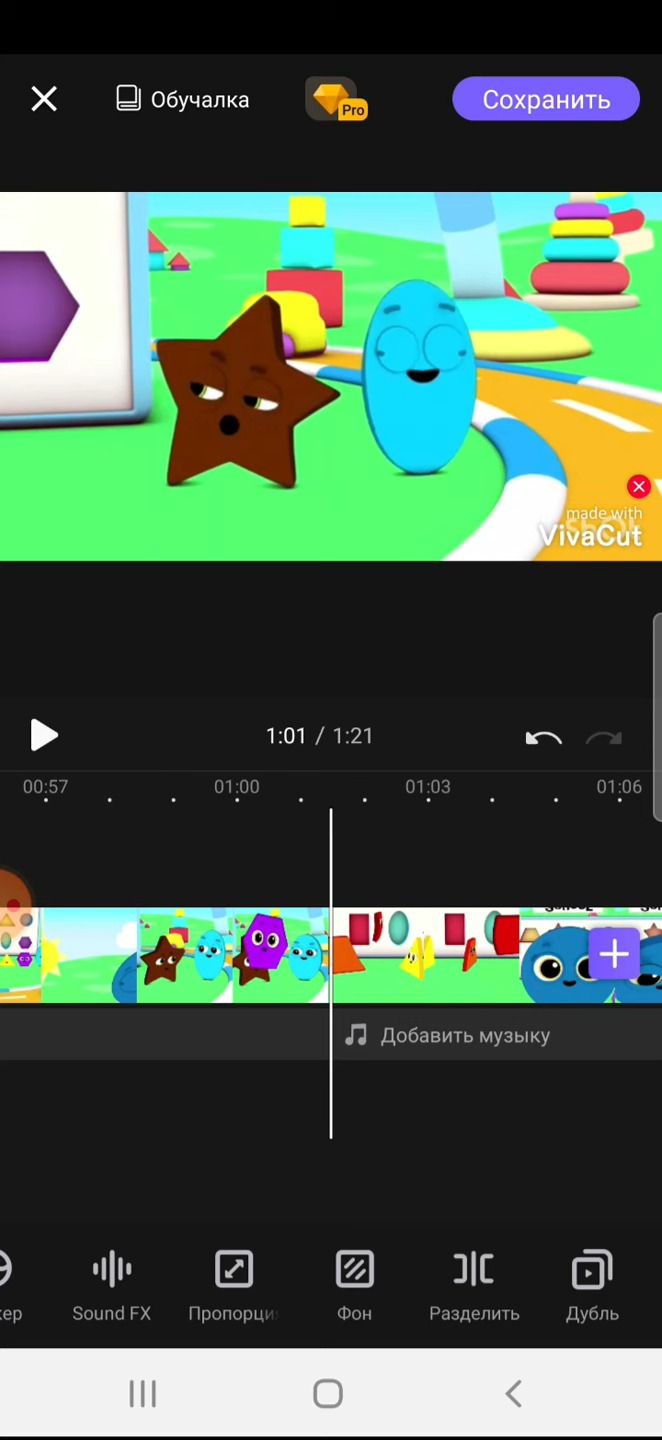 Обучалка
Pro
Сохранить
made with
VivaCut
1:01 / 1:21
00:57
01:00
01:03
01:06
Добавить музыку
кер
Sound FX
Пропорци
Фон
Разделить
Дубль